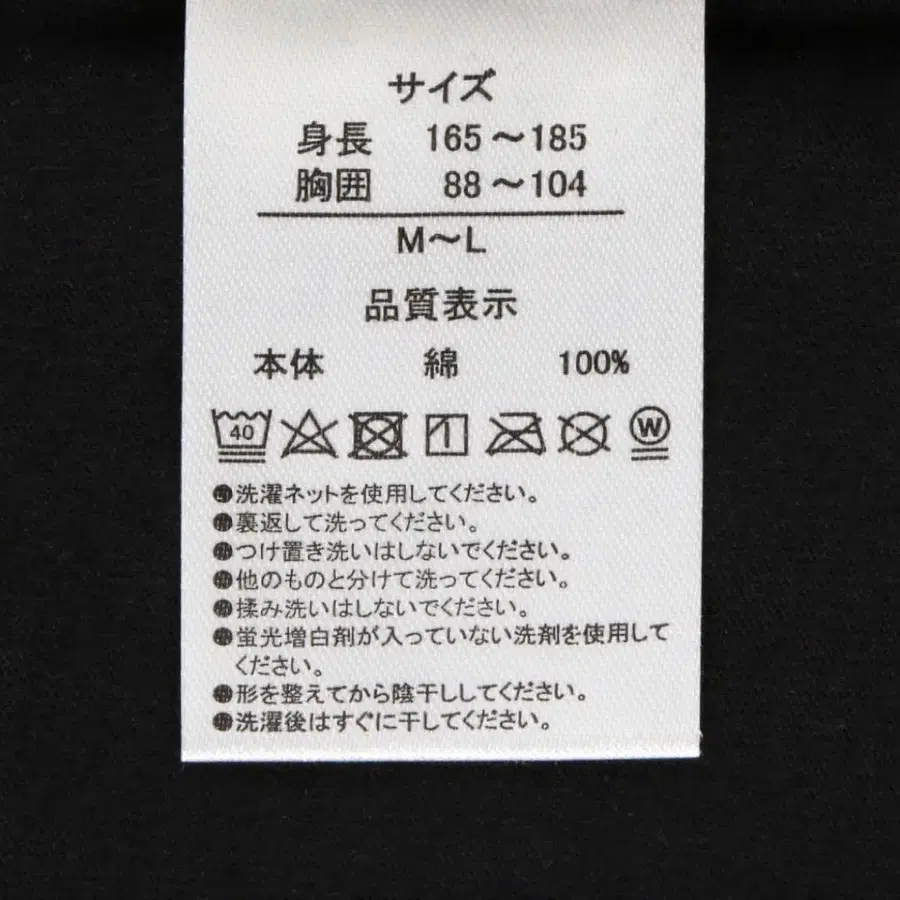 サイズ
身長 165～185
胸囲 88～104
M～L
品質表示
本体 綿 100%
40 W
●洗濯ネットを使用してください。
●裏返して洗ってください。
●つけ置き洗いはしないでください。
●他のものと分けて洗ってください。
●揉み洗いはしないでください。
●蛍光増白剤が入っていない洗剤を使用して
ください。
●形を整えてから陰干ししてください。
●洗濯後はすぐに干してください。